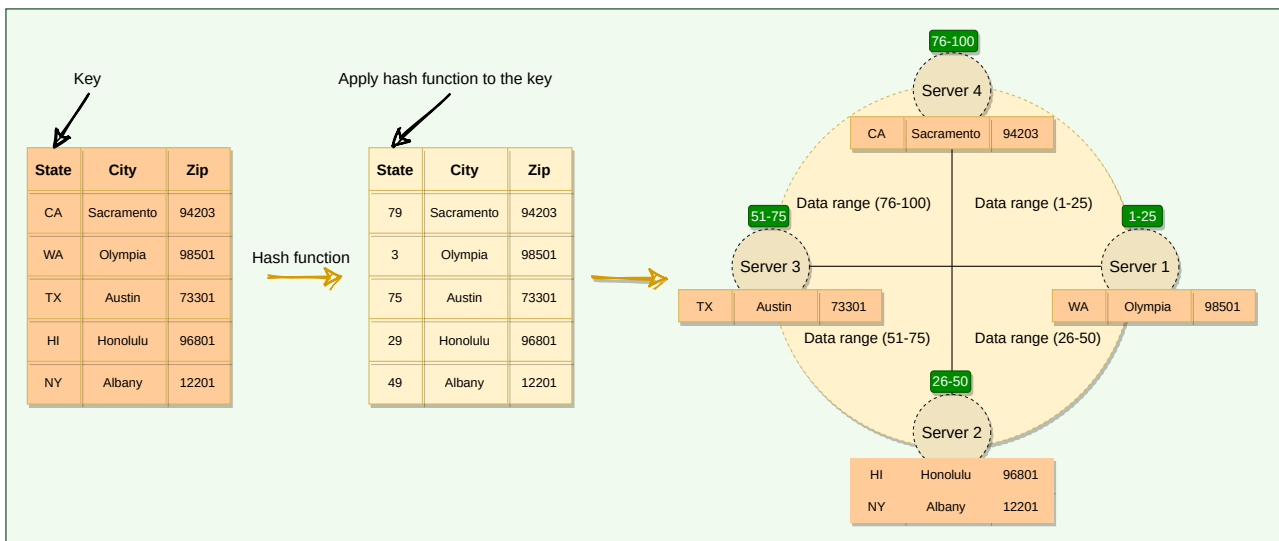 Key
State City Zip
CA Sacramento 94203
WA Olympia 98501
TX Austin 73301
HI Honolulu 96801
NY Albany 12201
Hash function
Apply hash function to the key
State City Zip
79 Sacramento 94203
3 Olympia 98501
75 Austin 73301
29 Honolulu 96801
49 Albany 12201
76-100
Server 4
CA Sacramento 94203
Data range (76-100)
Data range (1-25)
51-75
Server 3
TX Austin 73301
1-25
Server 1
WA Olympia 98501
Data range (51-75)
Data range (26-50)
26-50
Server 2
HI Honolulu 96801
NY Albany 12201